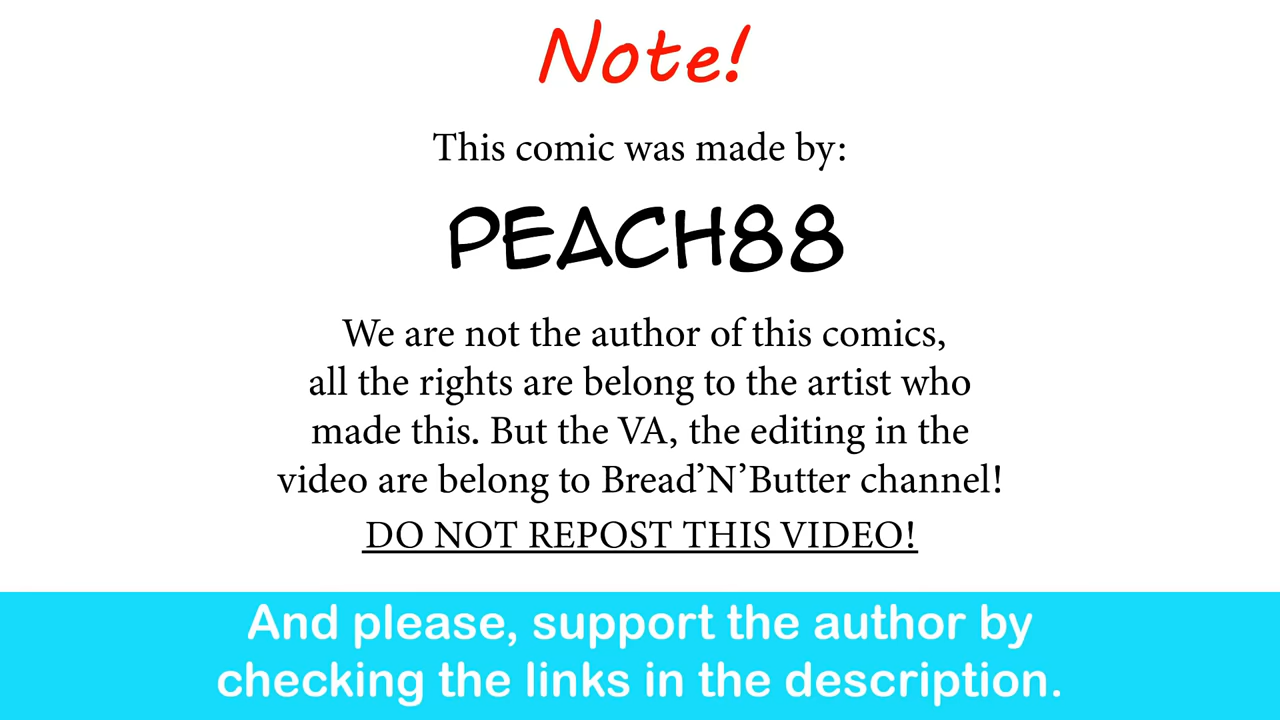 Note!
This comic was made by:
PEACH88
We are not the author of this comics,
all the rights are belong to the artist who
made this. But the VA, the editing in the
video are belong to Bread’N’Butter channel!
DO NOT REPOST THIS VIDEO!
And please, support the author by
checking the links in the description.